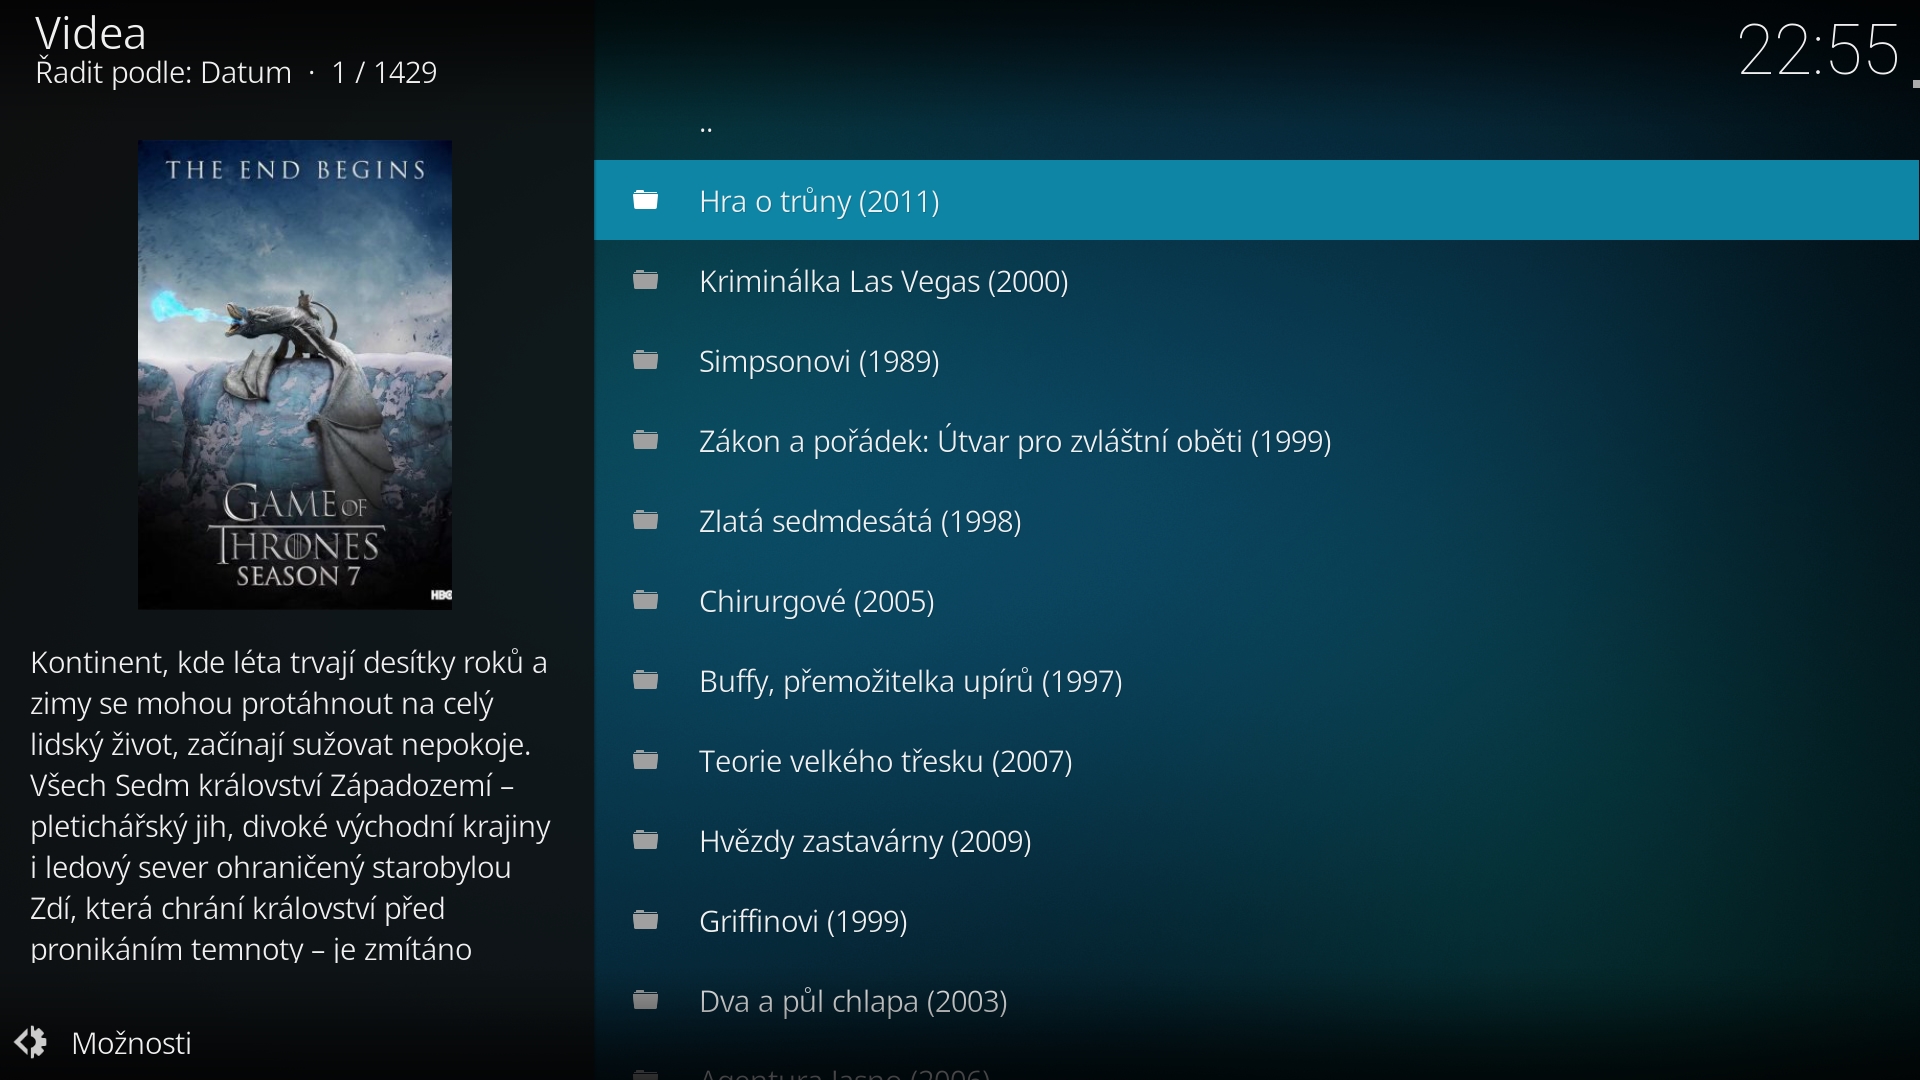 Videa
Řadit podle: Datum · 1 / 1429
22:55
THE END BEGINS
GAME OF
THRONES
SEASON 7
HBO
Kontinent, kde léta trvají desítky roků a
zimy se mohou protáhnout na celý
lidský život, začínají sužovat nepokoje.
Všech Sedm království Západozemí –
pletichářský jih, divoké východní krajiny
i ledový sever ohraničený starobylou
Zdí, která chrání království před
pronikáním temnoty – je zmítáno
Možnosti
..
Hra o trůny (2011)
Kriminálka Las Vegas (2000)
Simpsonovi (1989)
Zákon a pořádek: Útvar pro zvláštní oběti (1999)
Zlatá sedmdesátá (1998)
Chirurgové (2005)
Buffy, přemožitelka upírů (1997)
Teorie velkého třesku (2007)
Hvězdy zastavárny (2009)
Griffinovi (1999)
Dva a půl chlapa (2003)
Agentura Jasno (2006)